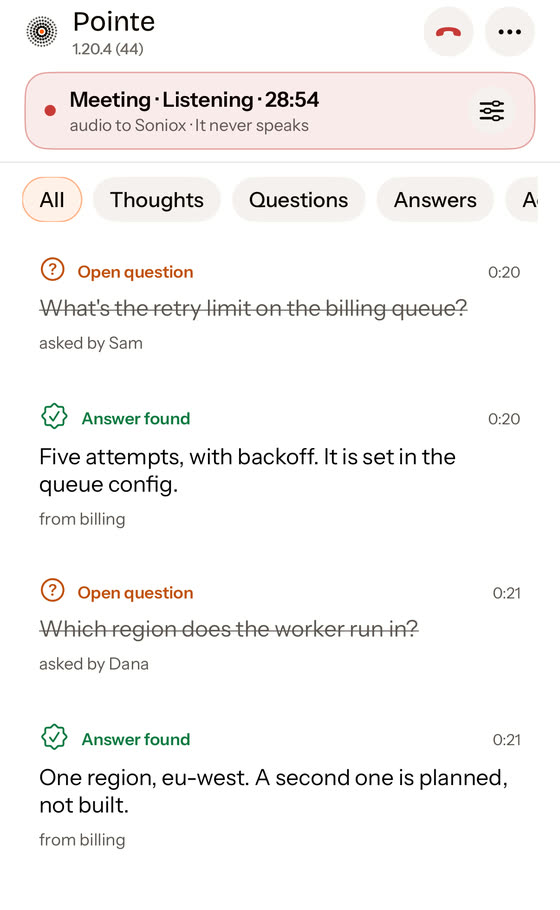 Pointe
1.20.4 (44)
Meeting · Listening · 28:54
audio to Soniox · It never speaks
All
Thoughts
Questions
Answers
Open question
0:20
What's the retry limit on the billing queue?
asked by Sam
Answer found
0:20
Five attempts, with backoff. It is set in the
queue config.
from billing
Open question
0:21
Which region does the worker run in?
asked by Dana
Answer found
0:21
One region, eu-west. A second one is planned,
not built.
from billing